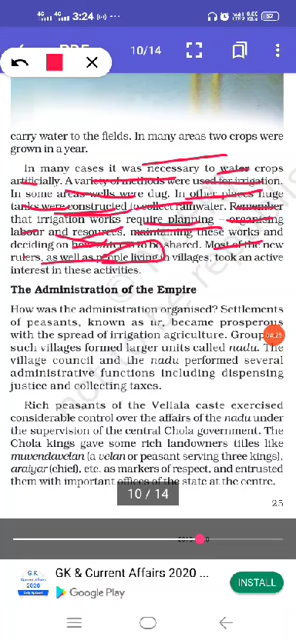 4G 4G 3:24
PDF 10/14
carry water to the fields. In many areas two crops were
grown in a year.
In many cases it was necessary to water crops
artificially. A variety of methods were used for irrigation.
In some areas wells were dug. In other places huge
tanks were constructed to collect rainwater. Remember
that irrigation works require planning – organising
labour and resources, maintaining these works and
deciding on how water is to be shared. Most of the new
rulers, as well as people living in villages, took an active
interest in these activities.
The Administration of the Empire
How was the administration organised? Settlements
of peasants, known as ur, became prosperous
with the spread of irrigation agriculture. Group
such villages formed larger units called nadu. The
village council and the nadu performed several
administrative functions including dispensing
justice and collecting taxes.
Rich peasants of the Vellala caste exercised
considerable control over the affairs of the nadu under
the supervision of the central Chola government. The
Chola kings gave some rich landowners titles like
muvendavelan (a velan or peasant serving three kings),
araiyar (chief), etc. as markers of respect, and entrusted
them with important offices of the state at the centre.
10 / 14
25
GK & Current Affairs 2020 ...
Google Play
INSTALL